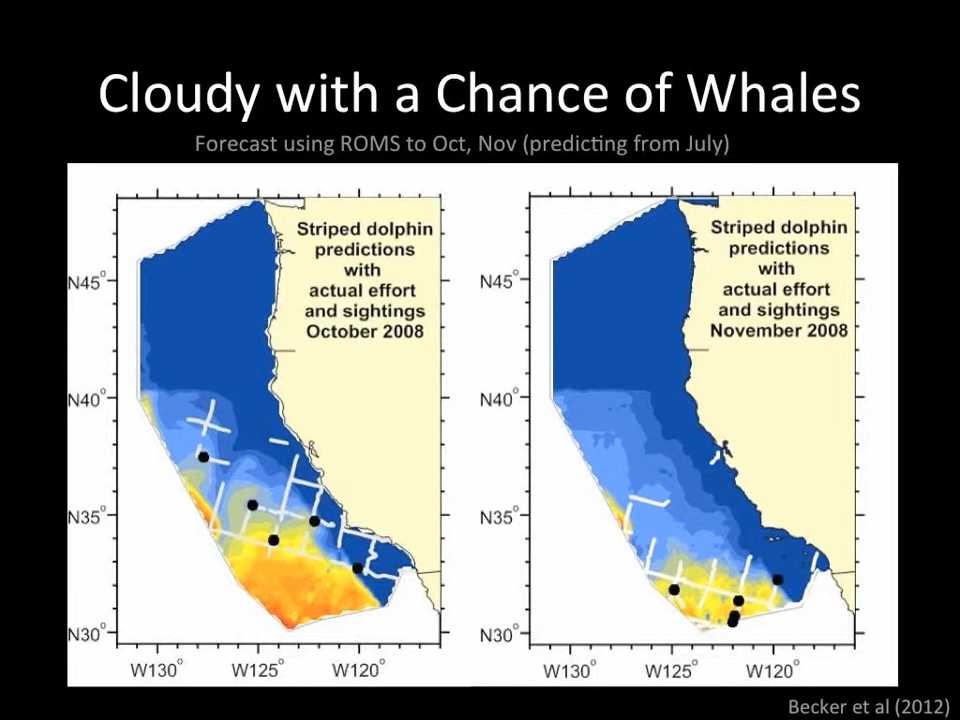 Cloudy with a Chance of Whales
Forecast using ROMS to Oct, Nov (predicting from July)
Striped dolphin
predictions
with
actual effort
and sightings
October 2008
N45°
N40°
N35°
N30°
W130°
W125°
W120°
Striped dolphin
predictions
with
actual effort
and sightings
November 2008
N45°
N40°
N35°
N30°
W130°
W125°
W120°
Becker et al (2012)